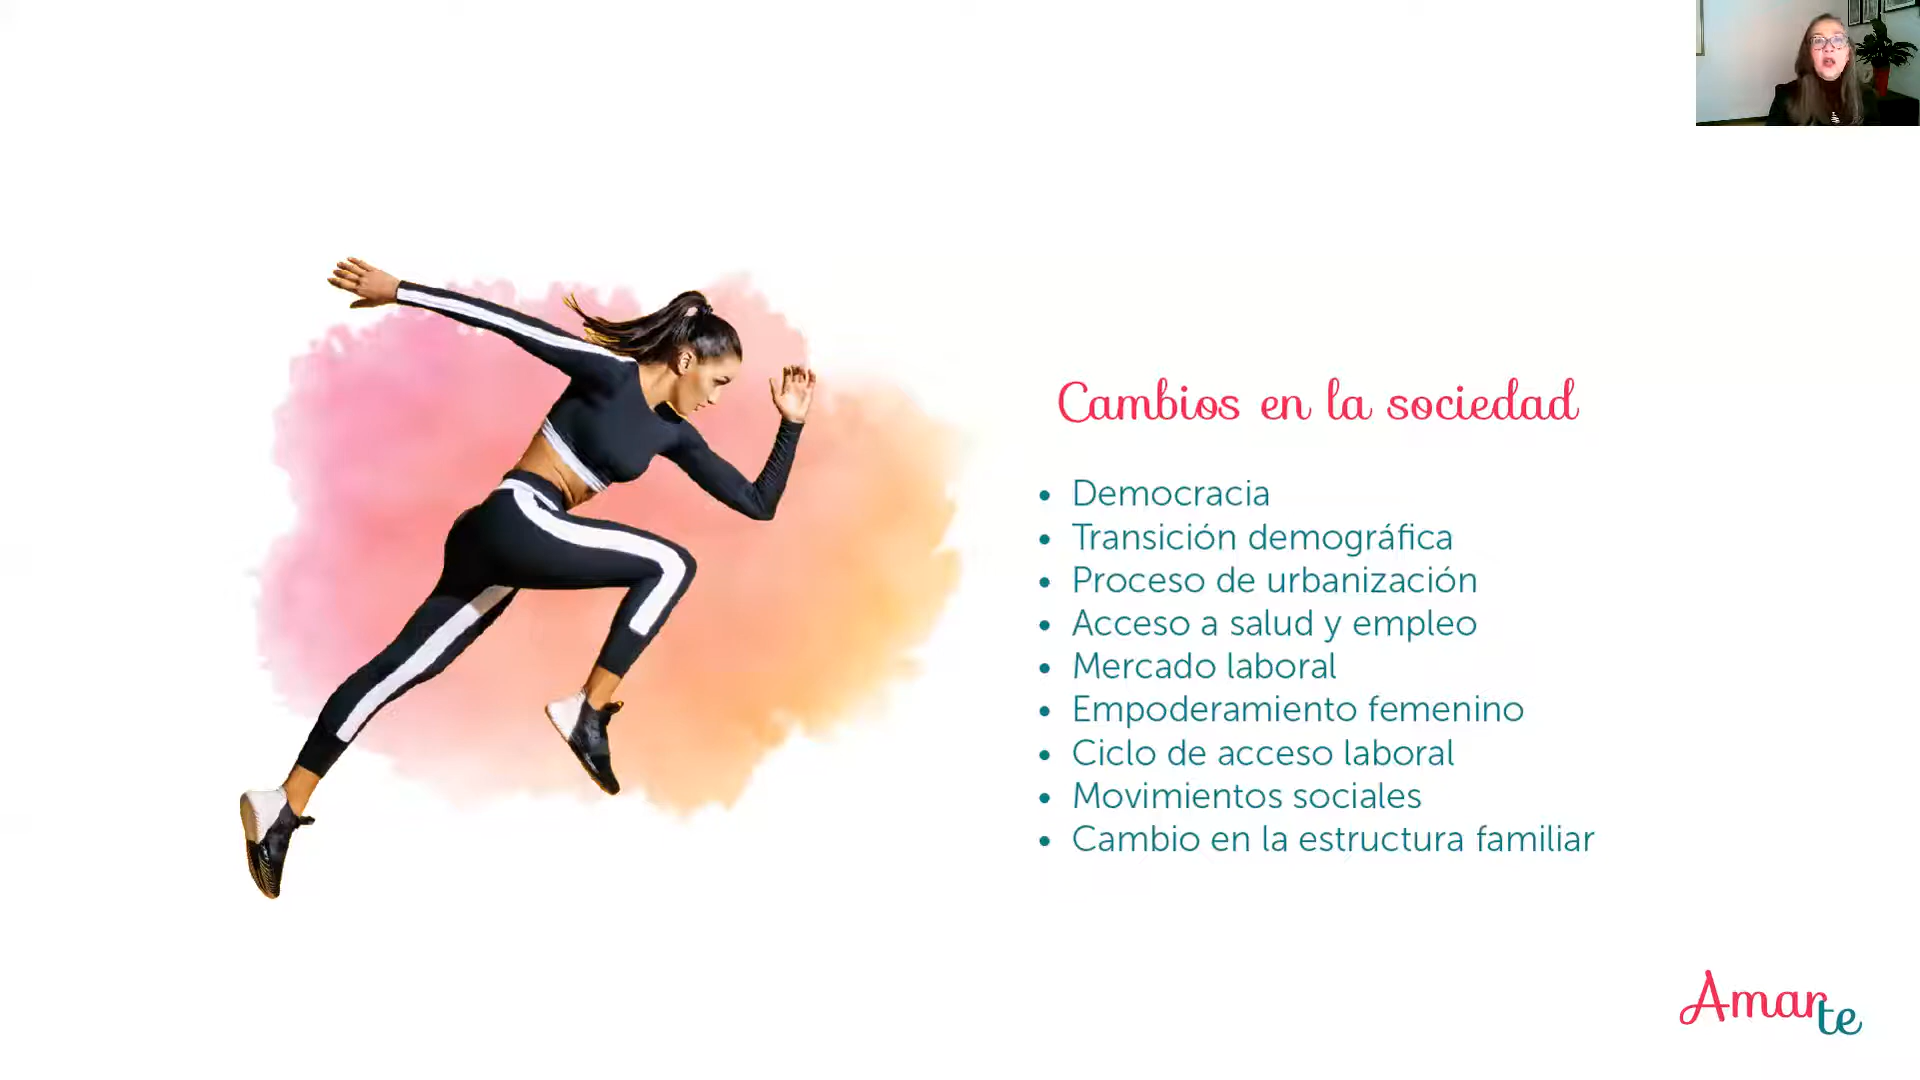 Cambios en la sociedad
• Democracia
• Transición demográfica
• Proceso de urbanización
• Acceso a salud y empleo
• Mercado laboral
• Empoderamiento femenino
• Ciclo de acceso laboral
• Movimientos sociales
• Cambio en la estructura familiar
Amarte